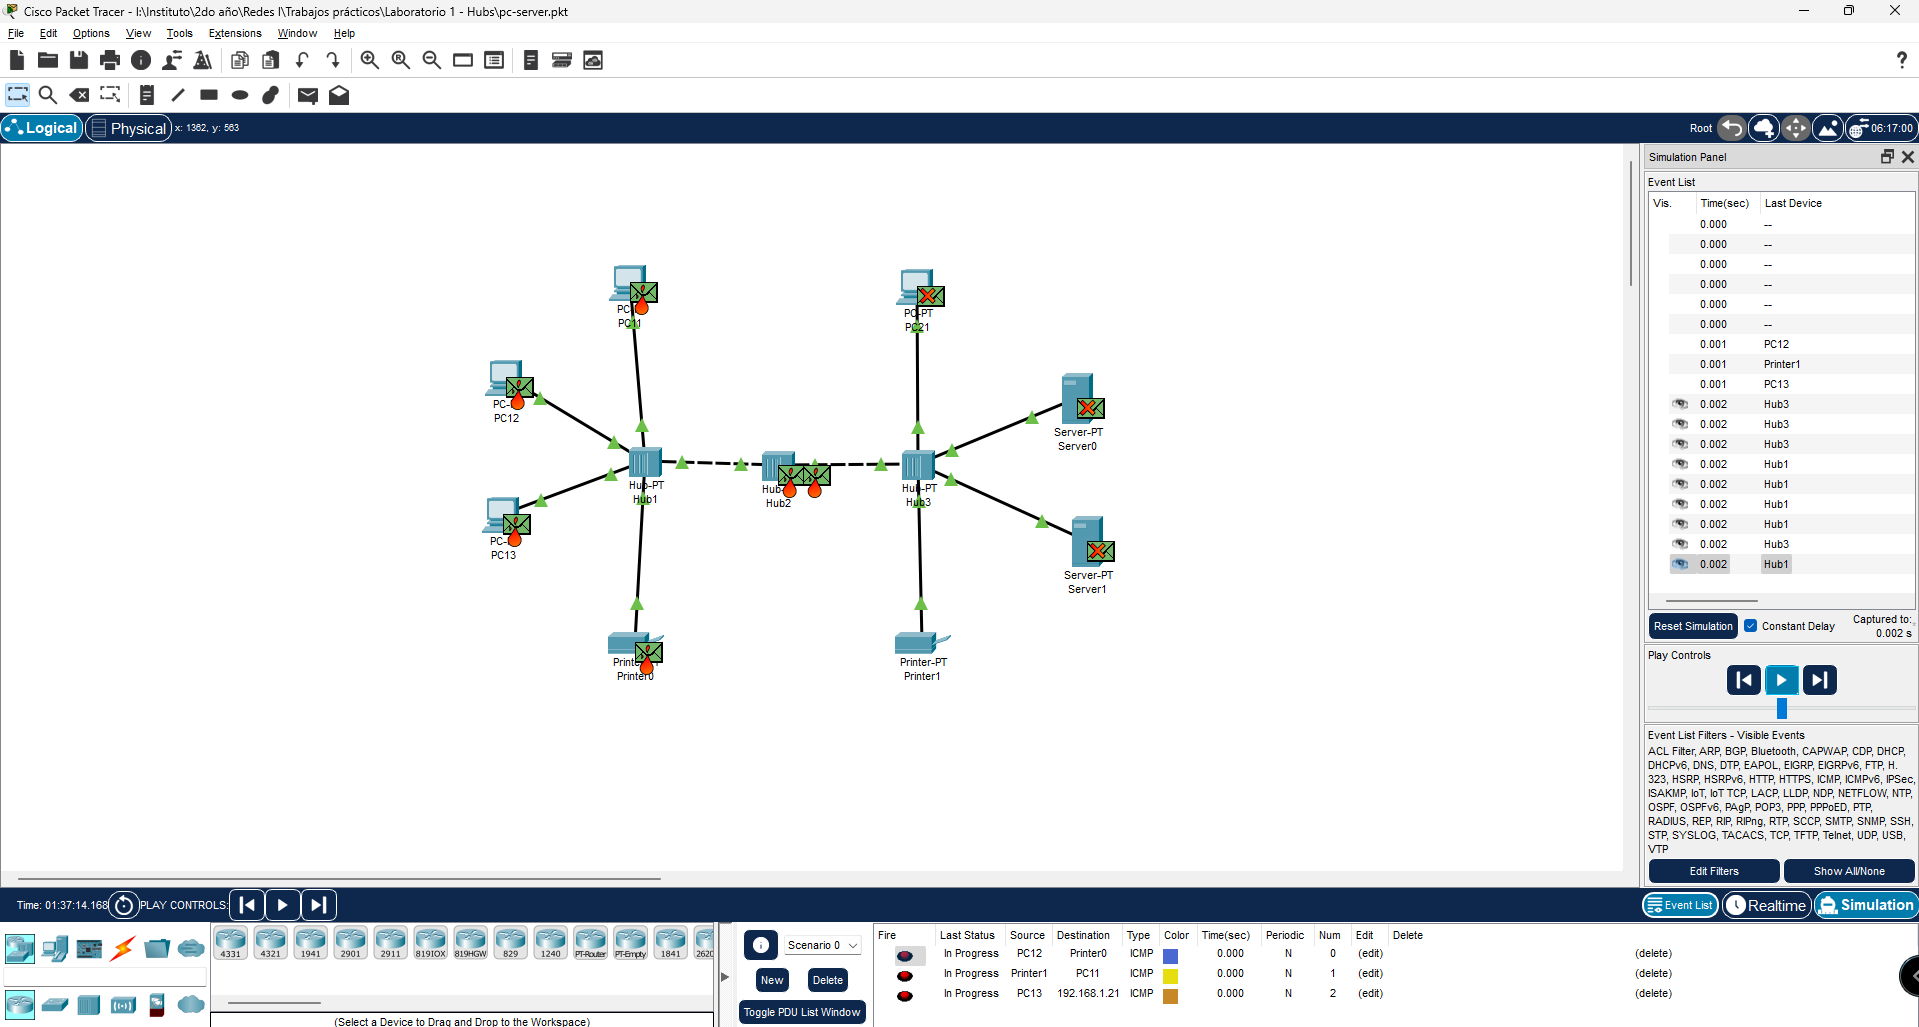 Cisco Packet Tracer - I:\Instituto\2do año\Redes I\Trabajos prácticos\Laboratorio 1 - Hubs\pc-server.pkt
File Edit Options View Tools Extensions Window Help
Logical Physical x: 1362, y: 563 Root 06:17:00
Simulation Panel
Event List
Vis. Time(sec) Last Device
0.000 --
0.000 --
0.000 --
0.000 --
0.000 --
0.000 --
0.001 PC12
0.001 Printer1
0.001 PC13
0.002 Hub3
0.002 Hub3
0.002 Hub3
0.002 Hub1
0.002 Hub1
0.002 Hub1
0.002 Hub1
0.002 Hub3
0.002 Hub1
Reset Simulation Constant Delay Captured to:
0.002 s
Play Controls
Event List Filters - Visible Events
ACL Filter, ARP, BGP, Bluetooth, CAPWAP, CDP, DHCP,
DHCPv6, DNS, DTP, EAPOL, EIGRP, EIGRPv6, FTP, H.
323, HSRP, HSRPv6, HTTP, HTTPS, ICMP, ICMPv6, IPSec,
ISAKMP, IoT, IoT TCP, LACP, LLDP, NDP, NETFLOW, NTP,
OSPF, OSPFv6, PAgP, POP3, PPP, PPPoED, PTP,
RADIUS, REP, RIP, RIPng, RTP, SCCP, SMTP, SNMP, SSH,
STP, SYSLOG, TACACS, TCP, TFTP, Telnet, UDP, USB,
VTP
Edit Filters Show All/None
PC11
PC-PT
PC21
PC-
PC12
Server-PT
Server0
Hub-PT
Hub1
Hub-
Hub2
Hub-PT
Hub3
PC-
PC13
Server-PT
Server1
Printer0
Printer-PT
Printer1
Time: 01:37:14.168 PLAY CONTROLS:
Event List Realtime Simulation
4331 4321 1941 2901 2911 819IOX 819HGW 829 1240 PT-Router PT-Empty 1841 2620
(Select a Device to Drag and Drop to the Workspace)
Scenario 0
New Delete
Toggle PDU List Window
Fire Last Status Source Destination Type Color Time(sec) Periodic Num Edit Delete
In Progress PC12 Printer0 ICMP 0.000 N 0 (edit) (delete)
In Progress Printer1 PC11 ICMP 0.000 N 1 (edit) (delete)
In Progress PC13 192.168.1.21 ICMP 0.000 N 2 (edit) (delete)